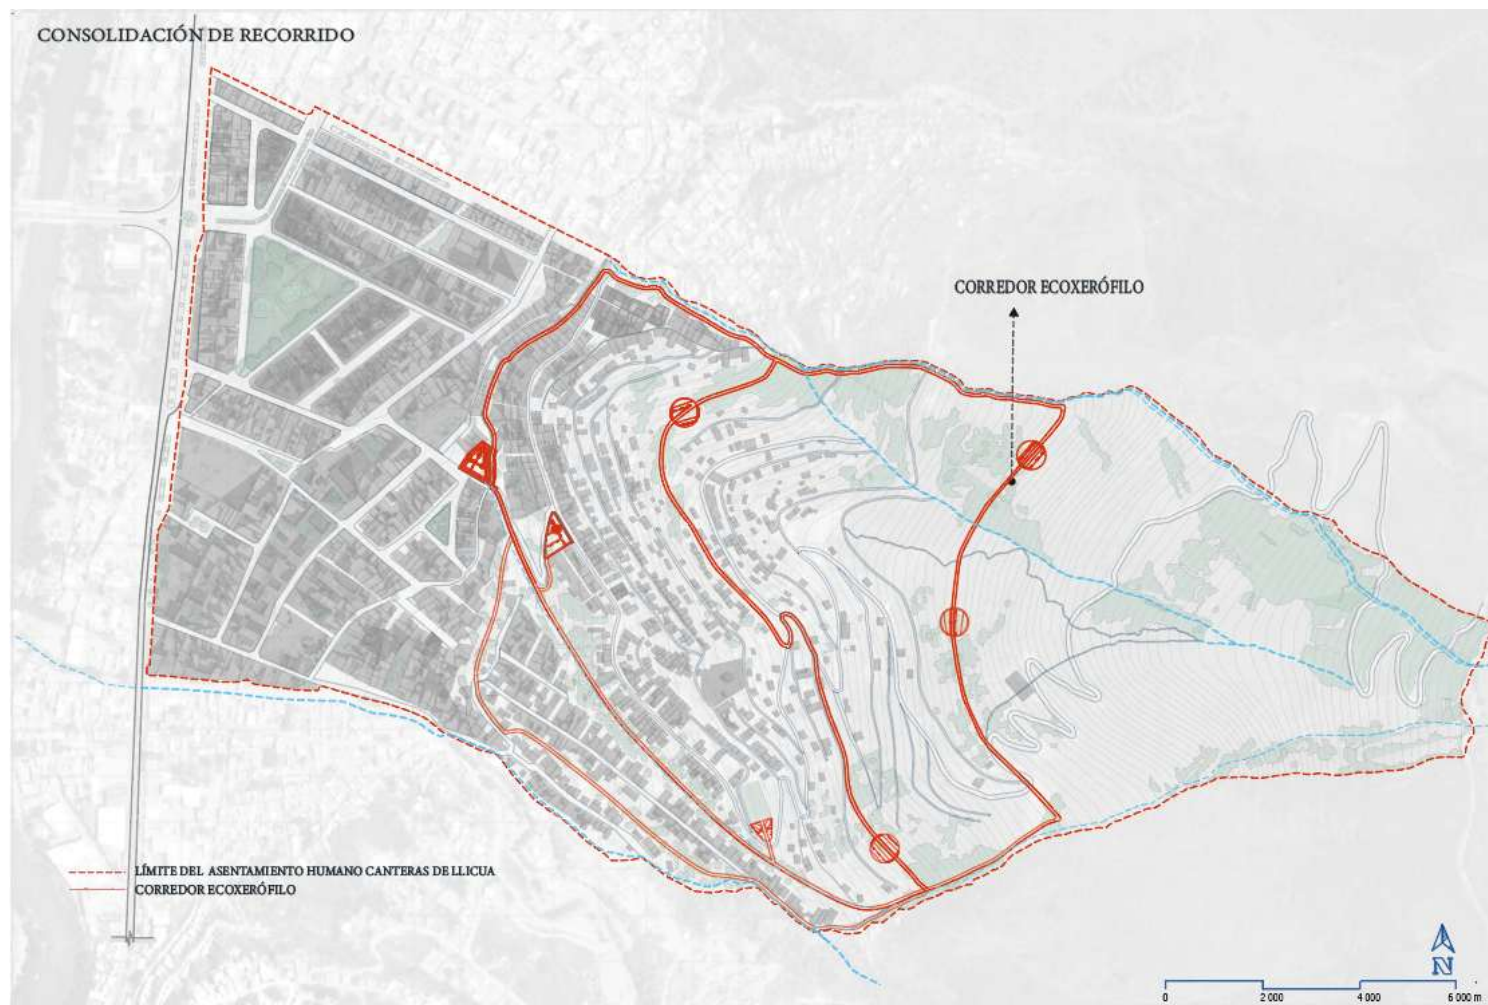 CONSOLIDACIÓN DE RECORRIDO
CORREDOR ECOXERÓFILO
LÍMITE DEL ASENTAMIENTO HUMANO CANTERAS DE LLICUA
CORREDOR ECOXERÓFILO
N
0 2 000 4 000 6 000 m